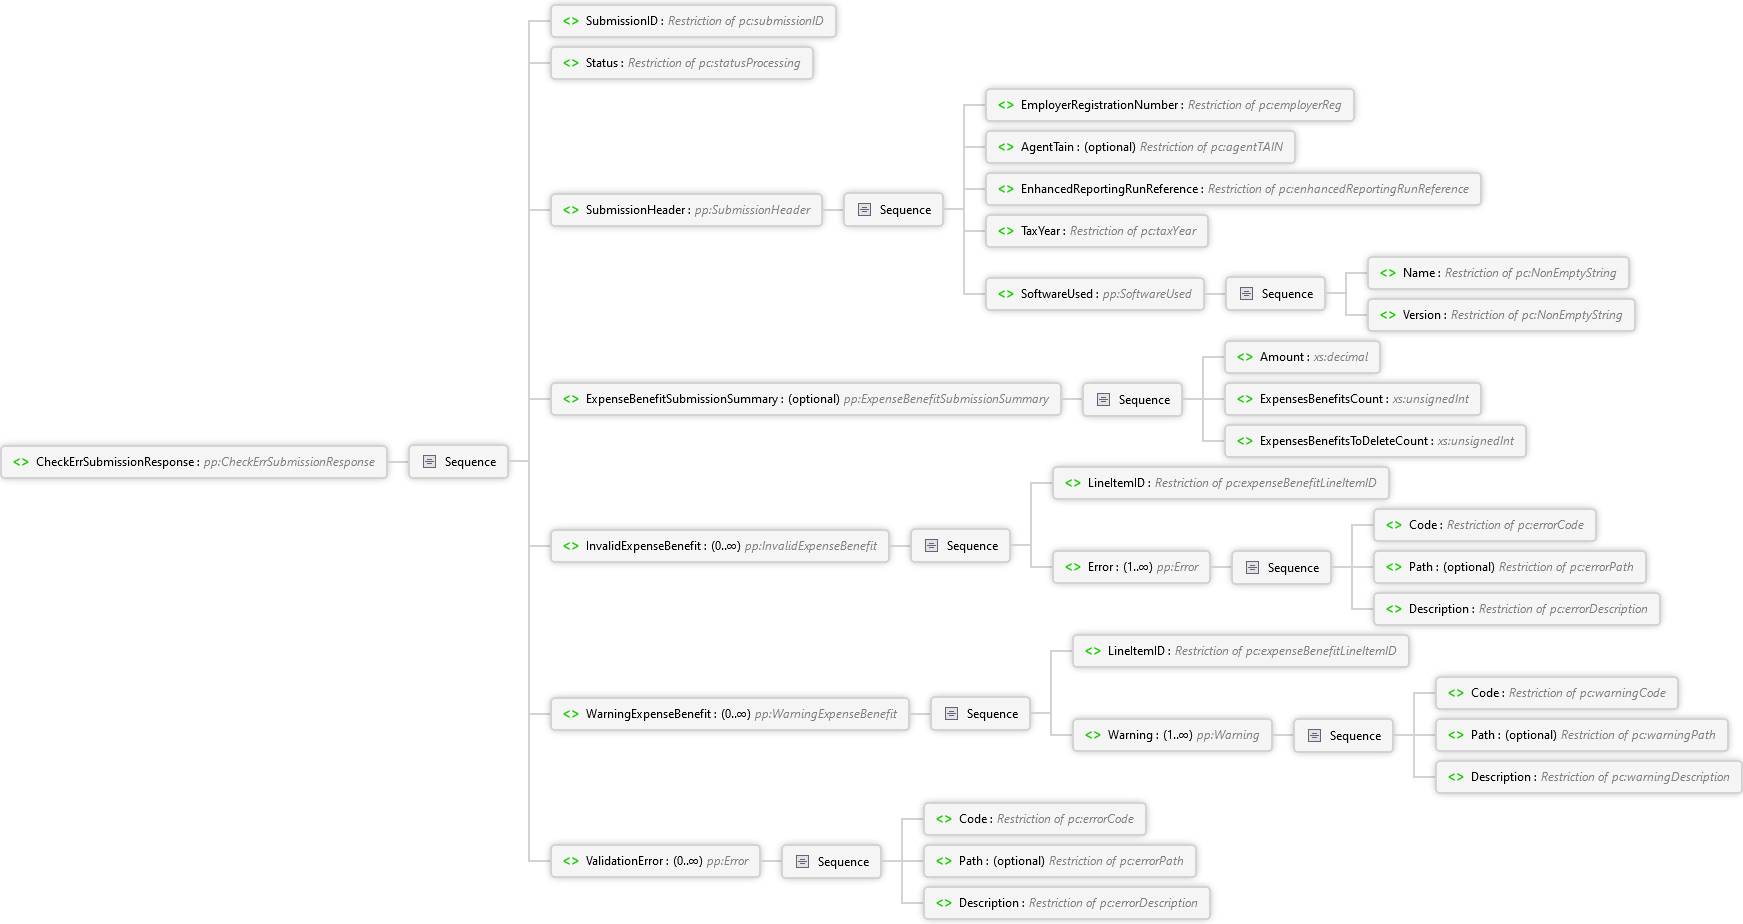 <> SubmissionID : Restriction of pc:submissionID
<> Status : Restriction of pc:statusProcessing
<> EmployerRegistrationNumber : Restriction of pc:employerReg
<> AgentTain : (optional) Restriction of pc:agentTAIN
<> EnhancedReportingRunReference : Restriction of pc:enhancedReportingRunReference
<> SubmissionHeader : pp:SubmissionHeader
Sequence
<> TaxYear : Restriction of pc:taxYear
<> SoftwareUsed : pp:SoftwareUsed
Sequence
<> Name : Restriction of pc:NonEmptyString
<> Version : Restriction of pc:NonEmptyString
<> Amount : xs:decimal
<> ExpenseBenefitSubmissionSummary : (optional) pp:ExpenseBenefitSubmissionSummary
Sequence
<> ExpensesBenefitsCount : xs:unsignedInt
<> ExpensesBenefitsToDeleteCount : xs:unsignedInt
<> CheckErrSubmissionResponse : pp:CheckErrSubmissionResponse
Sequence
<> LineItemID : Restriction of pc:expenseBenefitLineItemID
<> InvalidExpenseBenefit : (0..∞) pp:InvalidExpenseBenefit
Sequence
<> Error : (1..∞) pp:Error
Sequence
<> Code : Restriction of pc:errorCode
<> Path : (optional) Restriction of pc:errorPath
<> Description : Restriction of pc:errorDescription
<> LineItemID : Restriction of pc:expenseBenefitLineItemID
<> WarningExpenseBenefit : (0..∞) pp:WarningExpenseBenefit
Sequence
<> Warning : (1..∞) pp:Warning
Sequence
<> Code : Restriction of pc:warningCode
<> Path : (optional) Restriction of pc:warningPath
<> Description : Restriction of pc:warningDescription
<> ValidationError : (0..∞) pp:Error
Sequence
<> Code : Restriction of pc:errorCode
<> Path : (optional) Restriction of pc:errorPath
<> Description : Restriction of pc:errorDescription